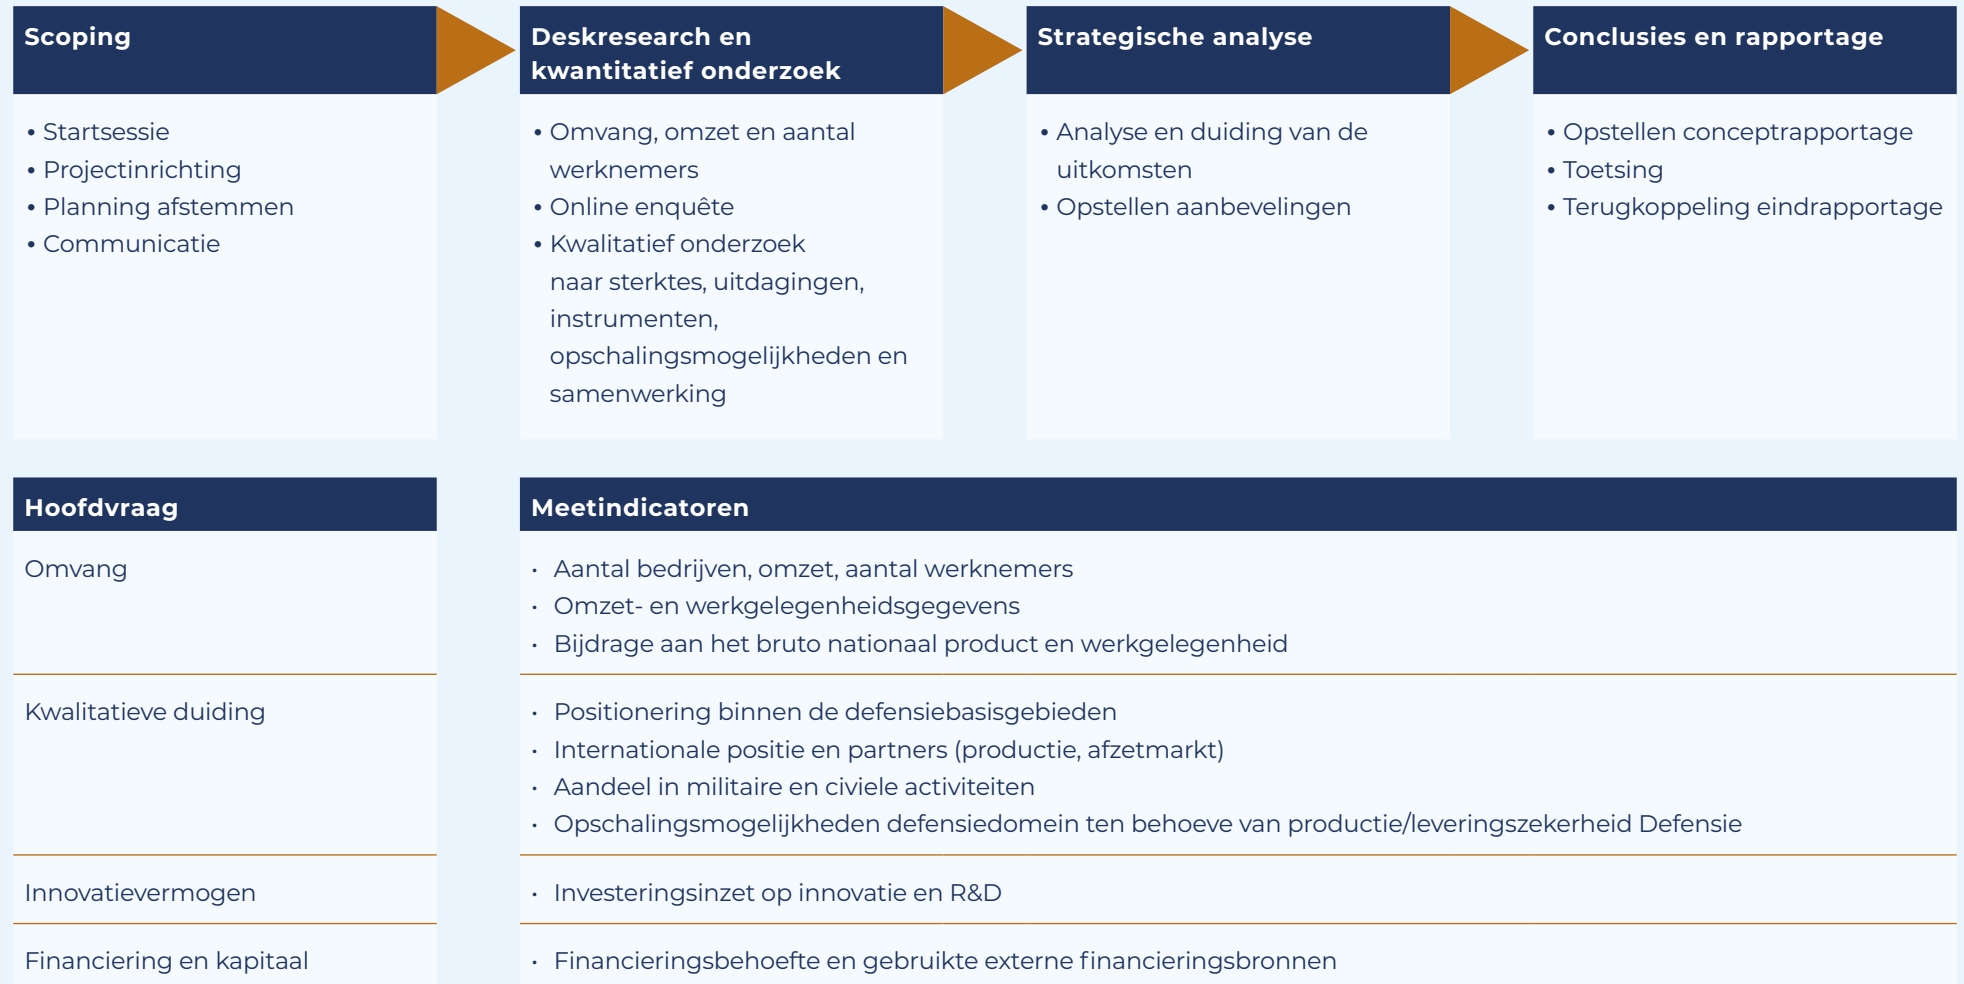 Scoping
• Startsessie
• Projectinrichting
• Planning afstemmen
• Communicatie
Deskresearch en
kwantitatief onderzoek
• Omvang, omzet en aantal
werknemers
• Online enquête
• Kwalitatief onderzoek
naar sterktes, uitdagingen,
instrumenten,
opschalingsmogelijkheden en
samenwerking
Strategische analyse
• Analyse en duiding van de
uitkomsten
• Opstellen aanbevelingen
Conclusies en rapportage
• Opstellen conceptrapportage
• Toetsing
• Terugkoppeling eindrapportage
Hoofdvraag
Meetindicatoren
Omvang
• Aantal bedrijven, omzet, aantal werknemers
• Omzet- en werkgelegenheidsgegevens
• Bijdrage aan het bruto nationaal product en werkgelegenheid
Kwalitatieve duiding
• Positionering binnen de defensiebasisgebieden
• Internationale positie en partners (productie, afzetmarkt)
• Aandeel in militaire en civiele activiteiten
• Opschalingsmogelijkheden defensiedomein ten behoeve van productie/leveringszekerheid Defensie
Innovatievermogen
• Investeringsinzet op innovatie en R&D
Financiering en kapitaal
• Financieringsbehoefte en gebruikte externe financieringsbronnen